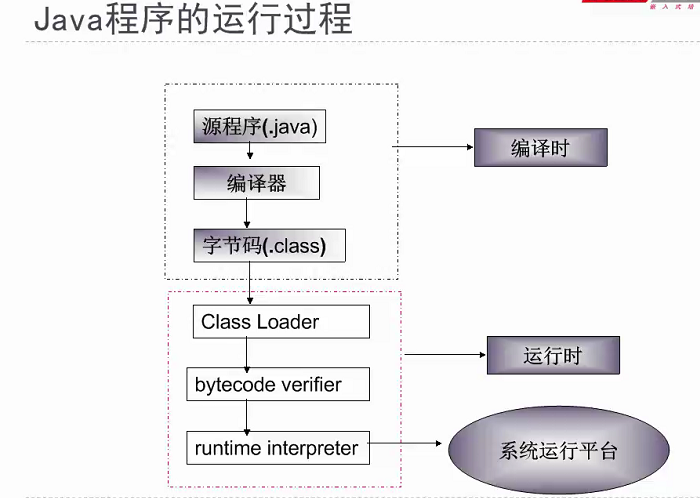 Java程序的运行过程
嵌入式培
源程序(.java)
编译时
编译器
字节码(.class)
Class Loader
运行时
bytecode verifier
runtime interpreter
系统运行平台